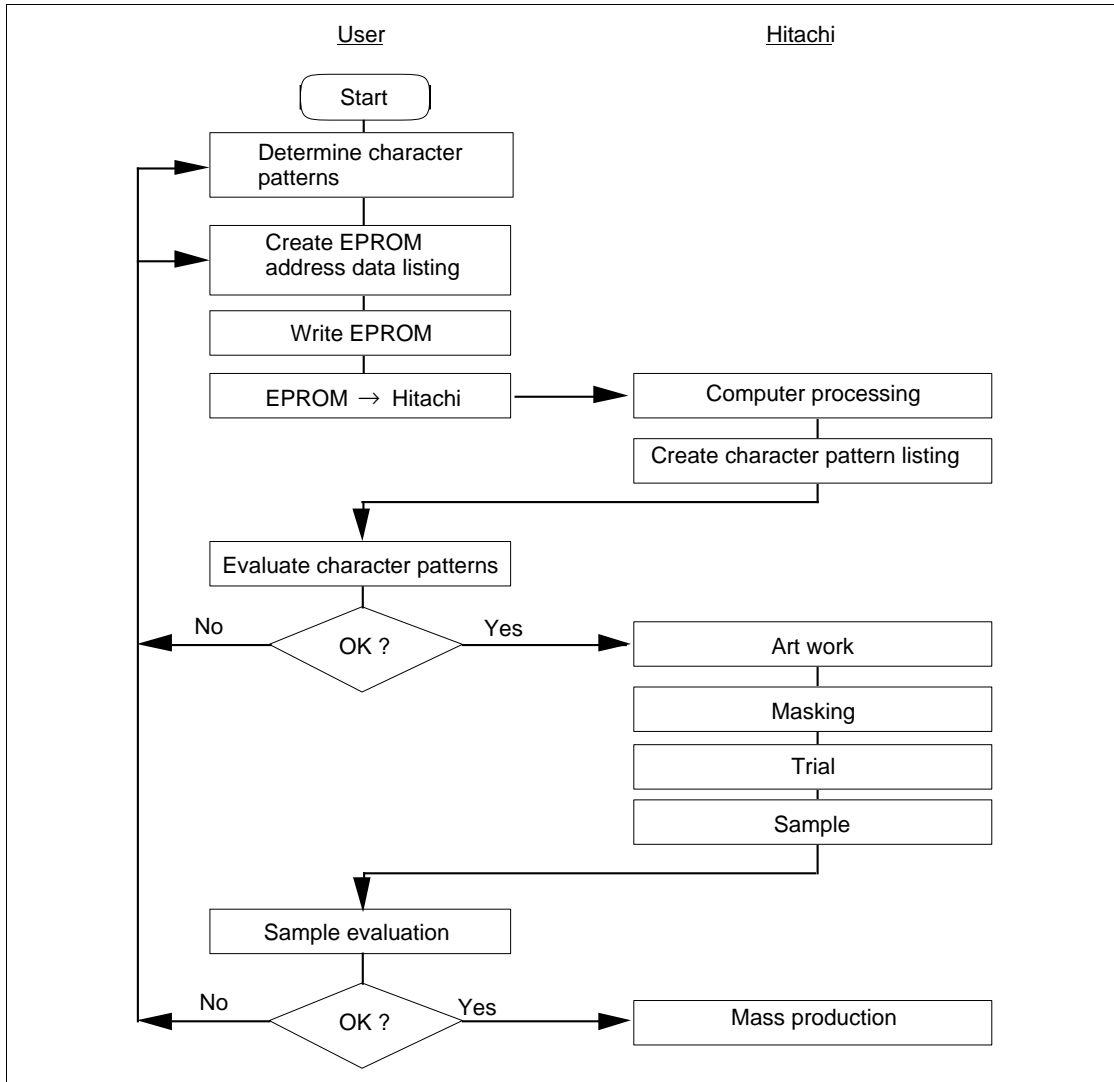 User
Hitachi
Start
Determine character
patterns
Create EPROM
address data listing
Write EPROM
EPROM → Hitachi
Computer processing
Create character pattern listing
Evaluate character patterns
No
OK ?
Yes
Art work
Masking
Trial
Sample
Sample evaluation
No
OK ?
Yes
Mass production